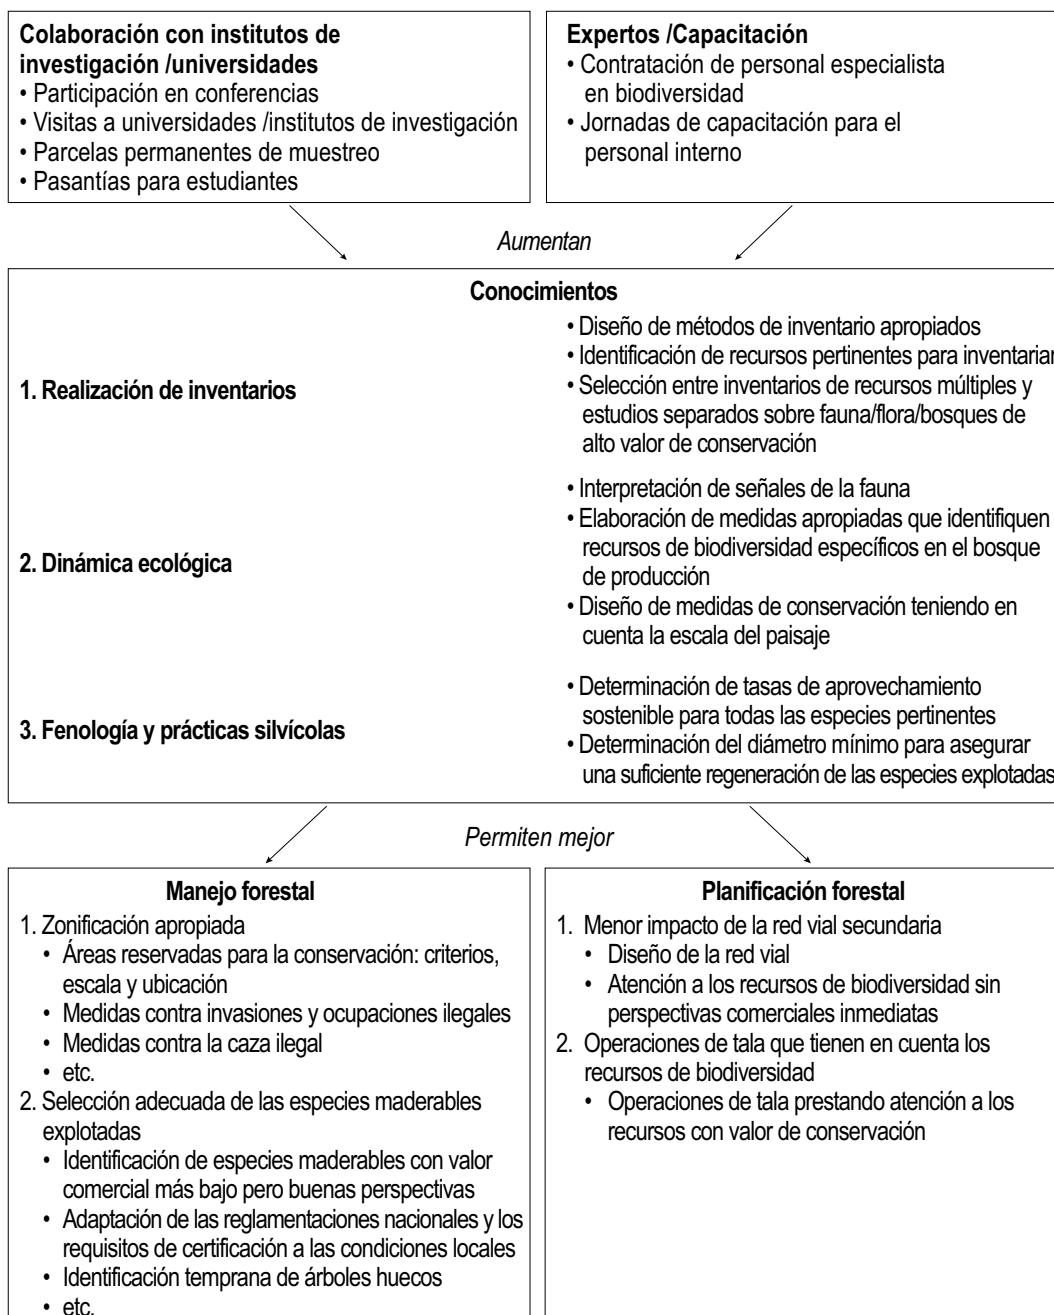 Colaboración con institutos de
investigación /universidades
• Participación en conferencias
• Visitas a universidades /institutos de investigación
• Parcelas permanentes de muestreo
• Pasantías para estudiantes
Expertos /Capacitación
• Contratación de personal especialista
en biodiversidad
• Jornadas de capacitación para el
personal interno
Aumentan
Conocimientos
1. Realización de inventarios
• Diseño de métodos de inventario apropiados
• Identificación de recursos pertinentes para inventariar
• Selección entre inventarios de recursos múltiples y
estudios separados sobre fauna/flora/bosques de
alto valor de conservación
2. Dinámica ecológica
• Interpretación de señales de la fauna
• Elaboración de medidas apropiadas que identifiquen
recursos de biodiversidad específicos en el bosque
de producción
• Diseño de medidas de conservación teniendo en
cuenta la escala del paisaje
3. Fenología y prácticas silvícolas
• Determinación de tasas de aprovechamiento
sostenible para todas las especies pertinentes
• Determinación del diámetro mínimo para asegurar
una suficiente regeneración de las especies explotadas
Permiten mejor
Manejo forestal
1. Zonificación apropiada
• Áreas reservadas para la conservación: criterios,
escala y ubicación
• Medidas contra invasiones y ocupaciones ilegales
• Medidas contra la caza ilegal
• etc.
2. Selección adecuada de las especies maderables
explotadas
• Identificación de especies maderables con valor
comercial más bajo pero buenas perspectivas
• Adaptación de las reglamentaciones nacionales y los
requisitos de certificación a las condiciones locales
• Identificación temprana de árboles huecos
• etc.
Planificación forestal
1. Menor impacto de la red vial secundaria
• Diseño de la red vial
• Atención a los recursos de biodiversidad sin
perspectivas comerciales inmediatas
2. Operaciones de tala que tienen en cuenta los
recursos de biodiversidad
• Operaciones de tala prestando atención a los
recursos con valor de conservación